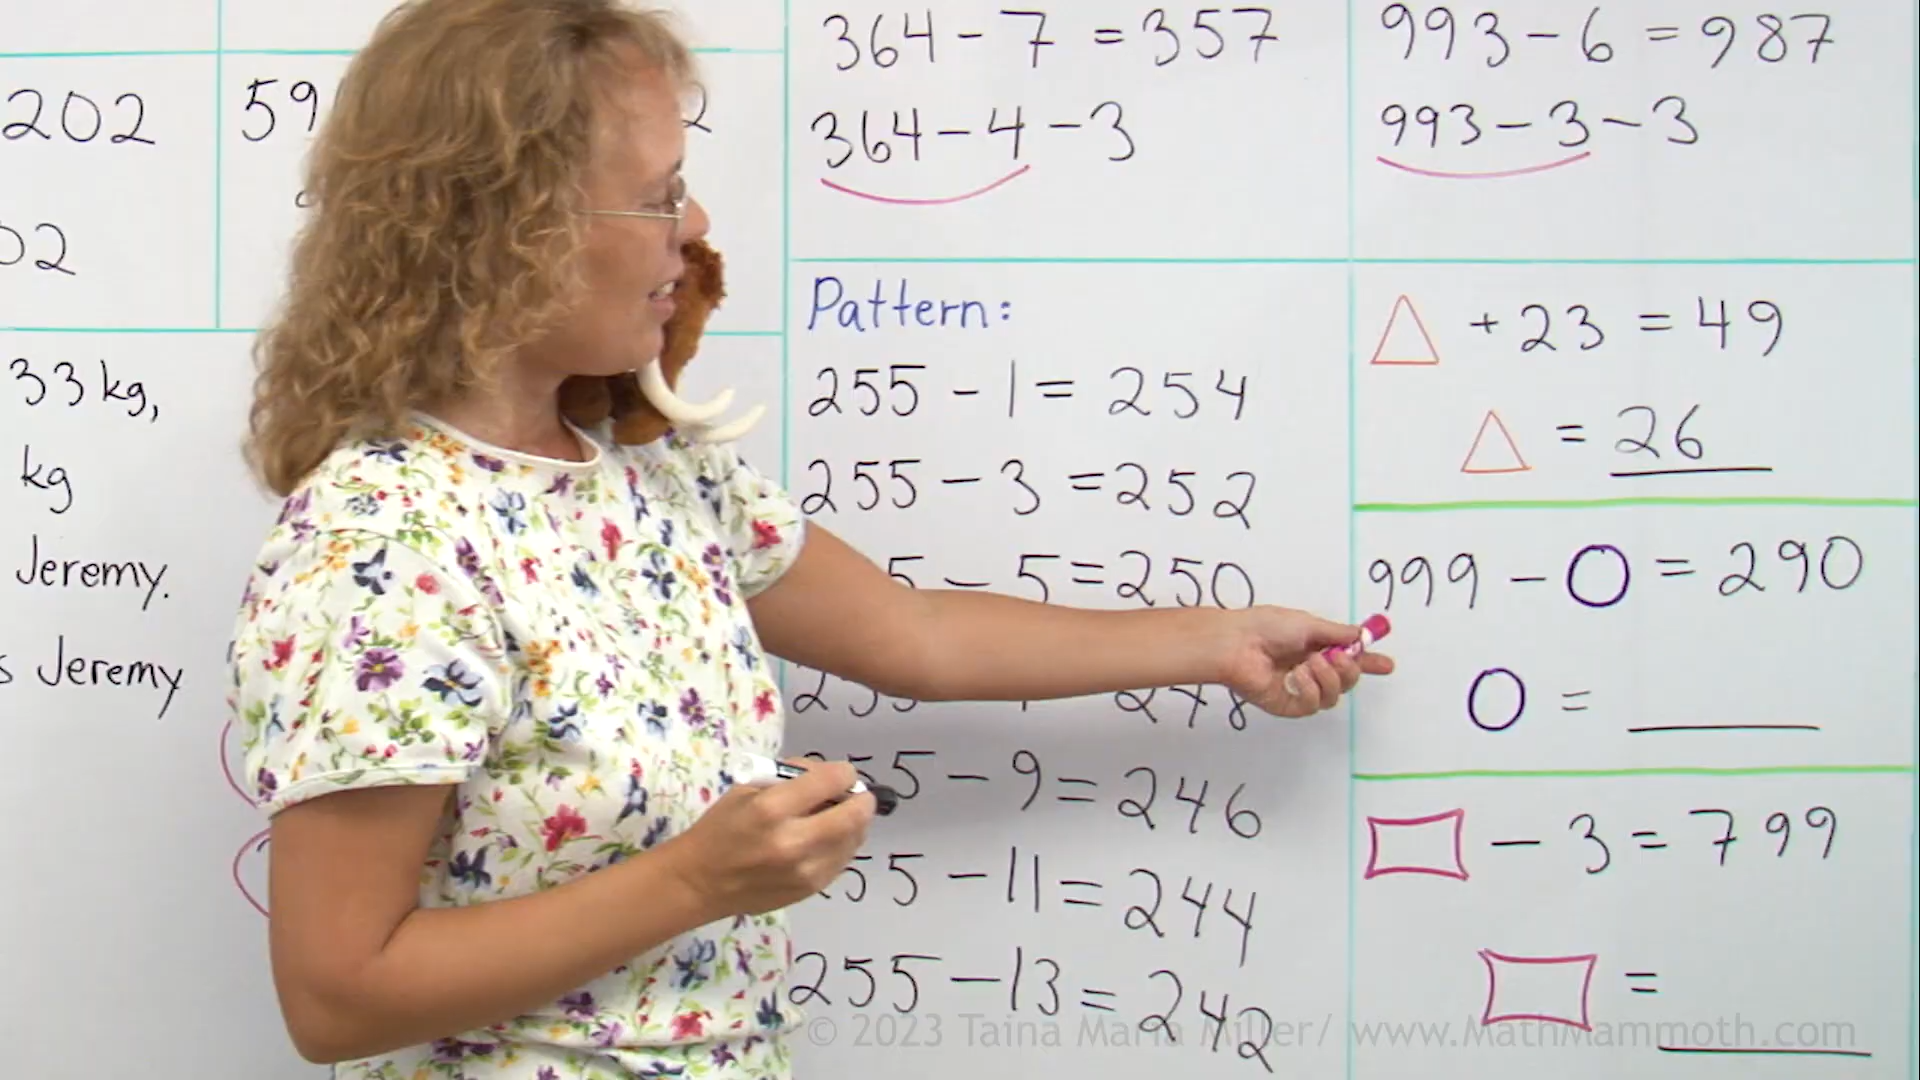 202
59
2
02
33 kg,
kg
Jeremy.
s Jeremy
364 - 7 = 357
364 - 4 - 3
993 - 6 = 987
993 - 3 - 3
Pattern:
255 - 1 = 254
255 - 3 = 252
5 - 5 = 250
255 248
255 - 9 = 246
255 - 11 = 244
255 - 13 = 242
△ + 23 = 49
△ = 26
999 - ○ = 290
○ =
▭ - 3 = 799
▭ =
© 2023 Taina Maria Miller/ www.MathMammoth.com